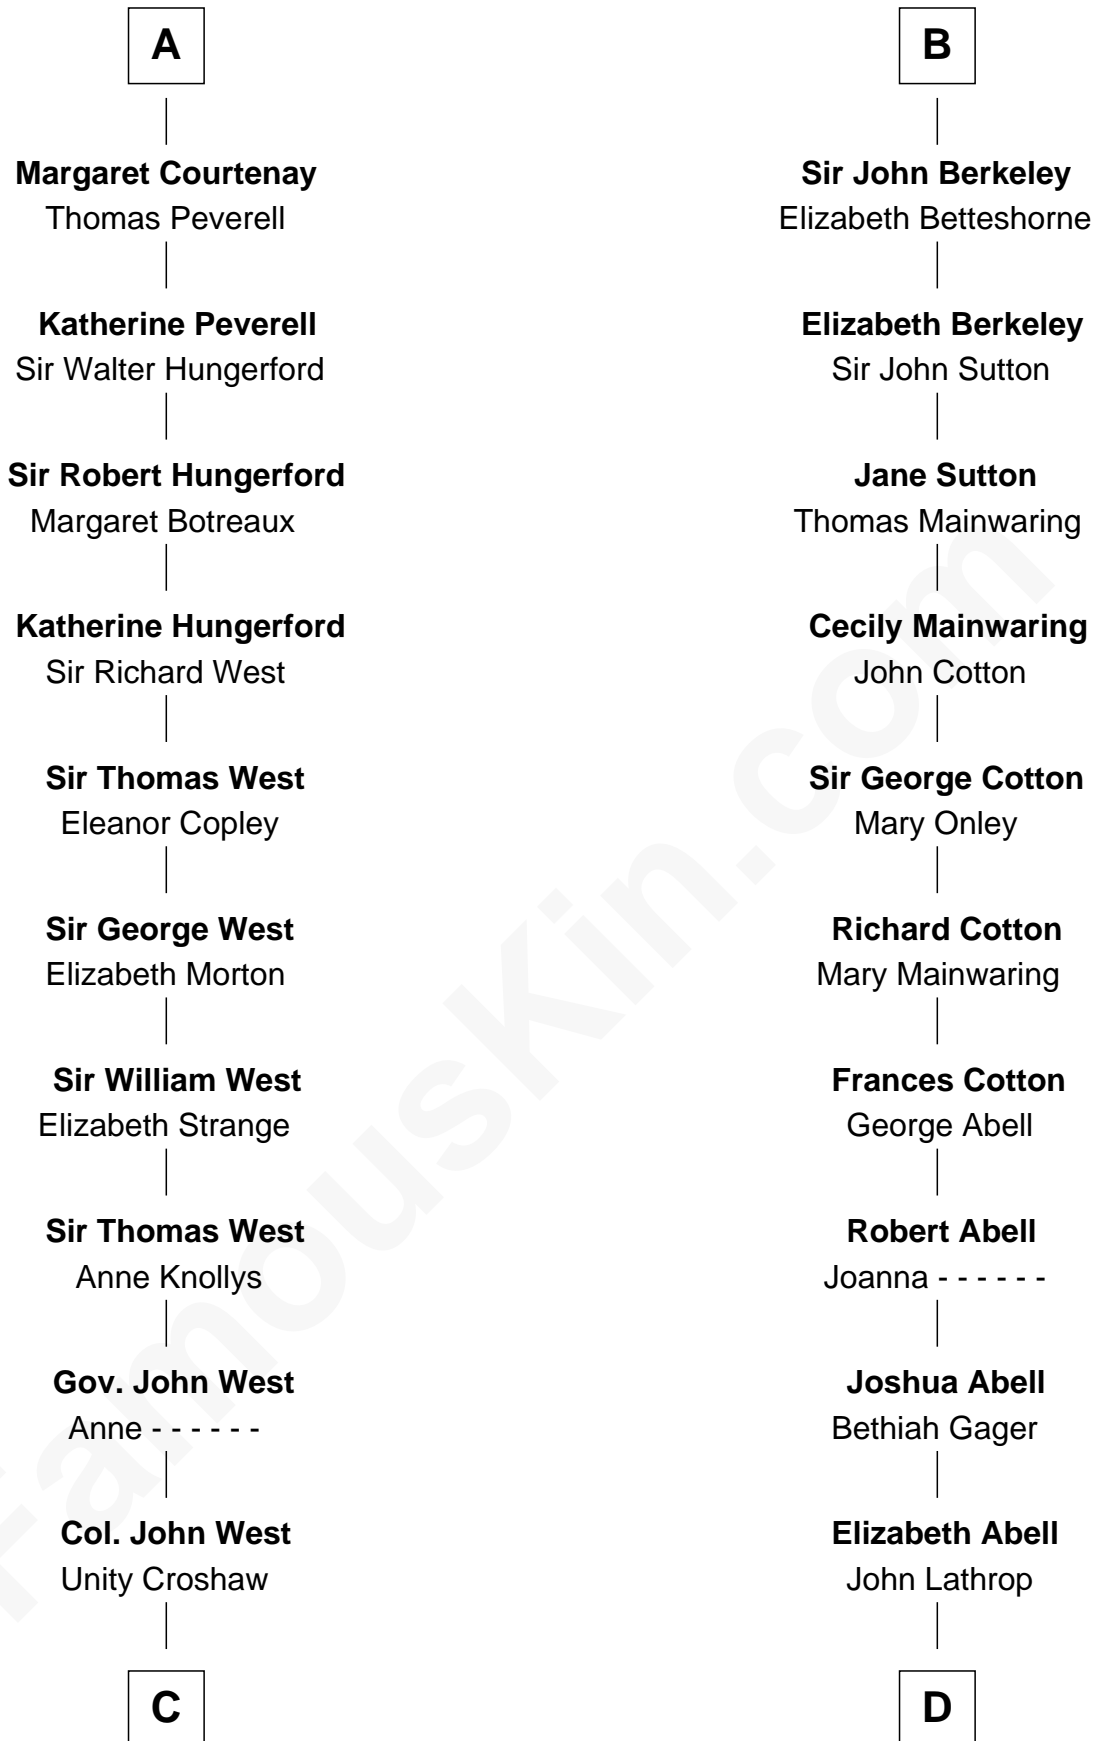 A
Margaret Courtenay
Thomas Peverell
Katherine Peverell
Sir Walter Hungerford
Sir Robert Hungerford
Margaret Botreaux
Katherine Hungerford
Sir Richard West
Sir Thomas West
Eleanor Copley
Sir George West
Elizabeth Morton
Sir William West
Elizabeth Strange
Sir Thomas West
Anne Knollys
Gov. John West
Anne - - - - - -
Col. John West
Unity Croshaw
C
B
Sir John Berkeley
Elizabeth Betteshorne
Elizabeth Berkeley
Sir John Sutton
Jane Sutton
Thomas Mainwaring
Cecily Mainwaring
John Cotton
Sir George Cotton
Mary Onley
Richard Cotton
Mary Mainwaring
Frances Cotton
George Abell
Robert Abell
Joanna - - - - - -
Joshua Abell
Bethiah Gager
Elizabeth Abell
John Lathrop
D
FamousKin.com